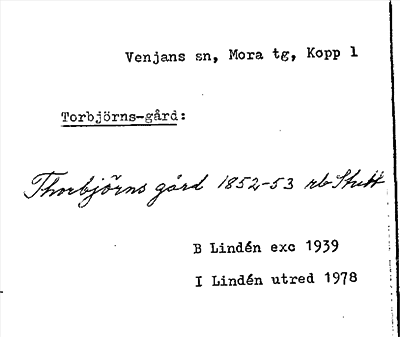 Venjans sn, Mora tg, Kopp l
Torbjörns-gård:
Thorbjörns gård 1852-53 rb Stutt
B Lindén exc 1939
I Lindén utred 1978